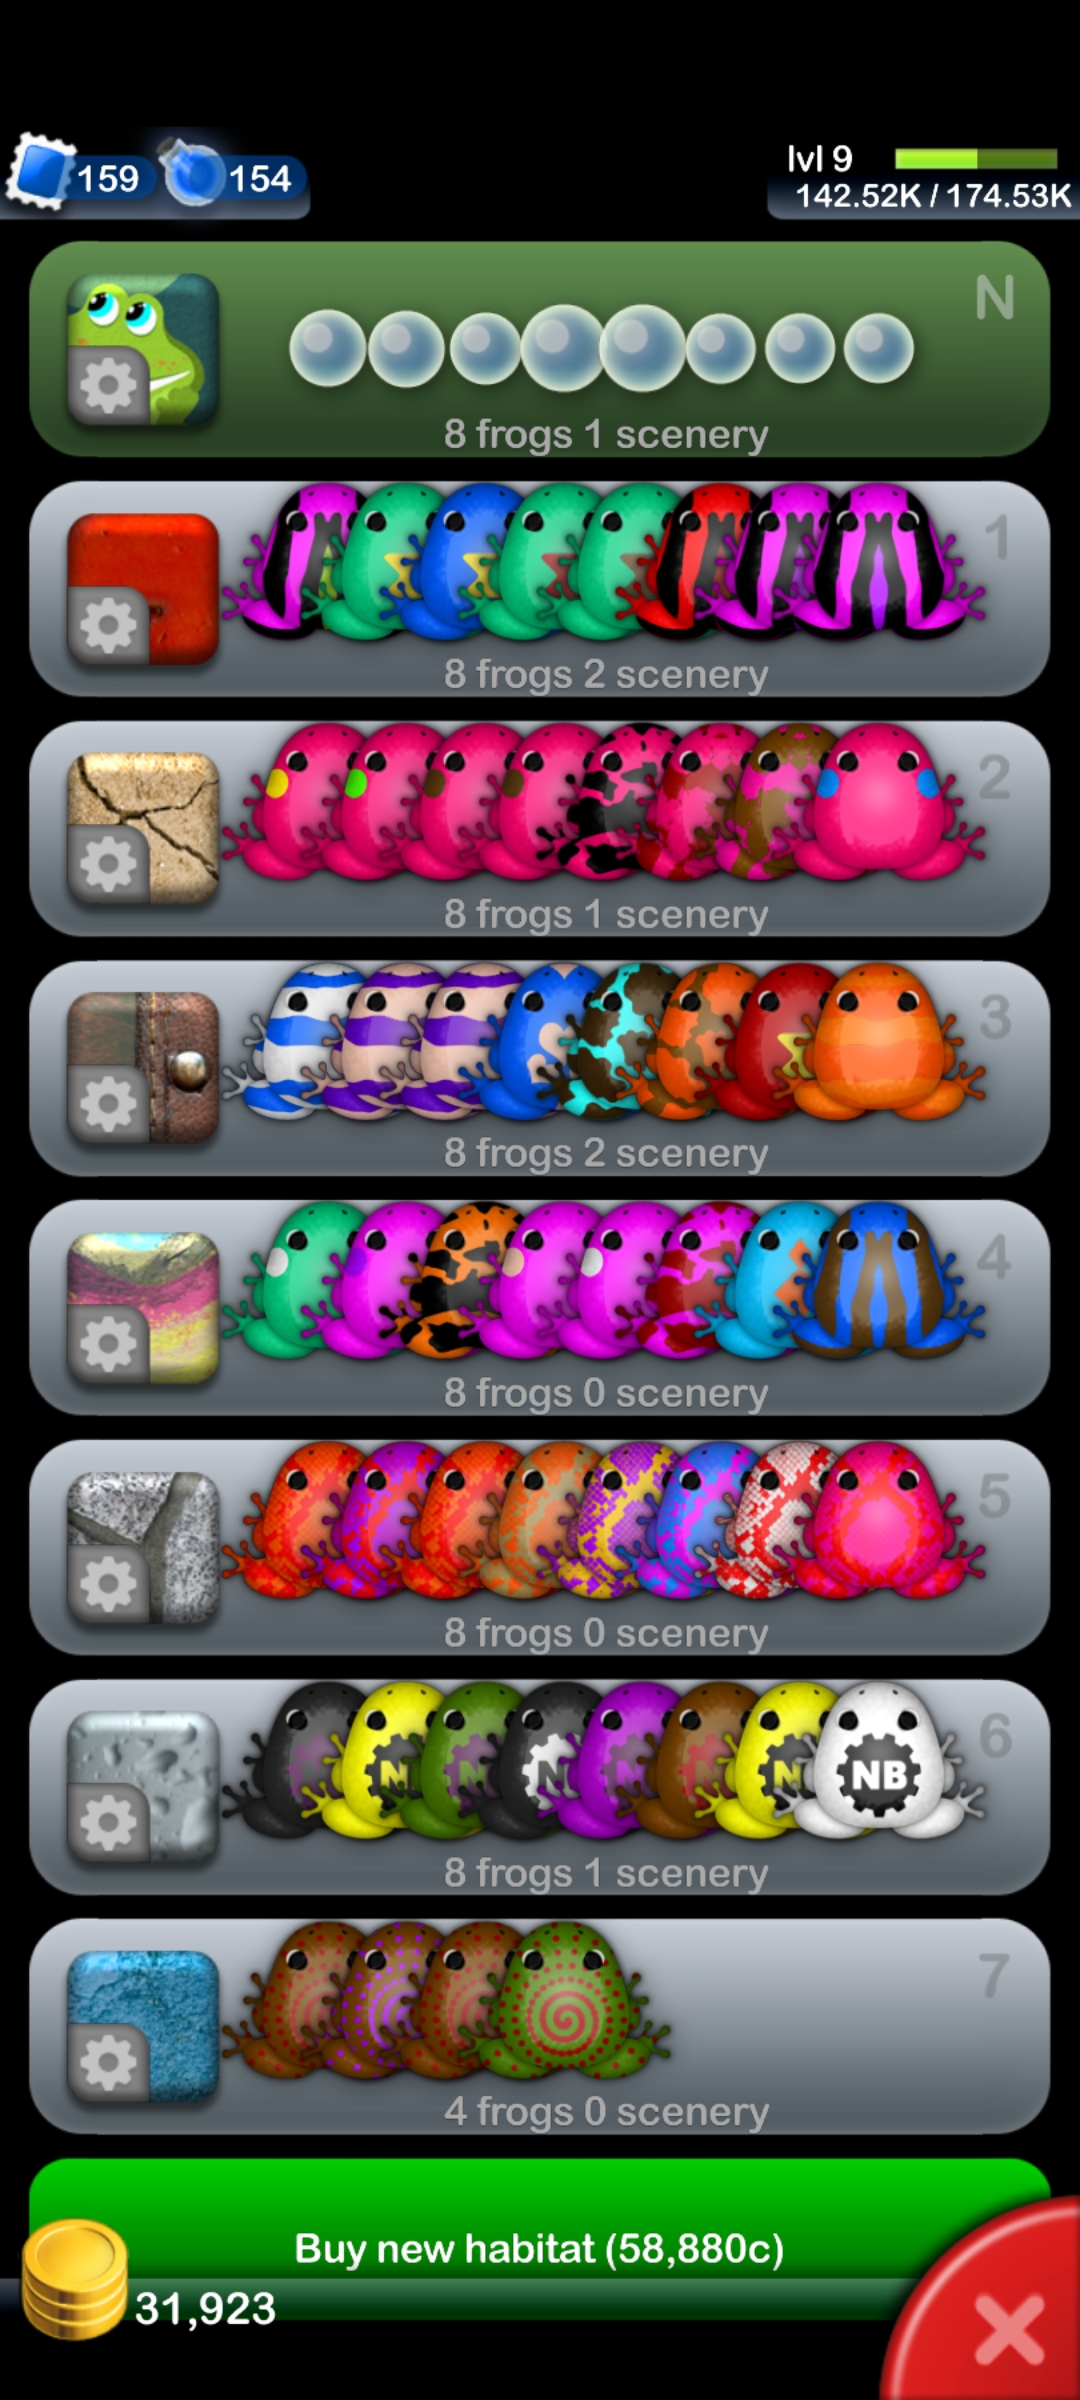 159 154 lvl 9
142.52K / 174.53K
N
8 frogs 1 scenery
1
8 frogs 2 scenery
2
8 frogs 1 scenery
3
8 frogs 2 scenery
4
8 frogs 0 scenery
5
8 frogs 0 scenery
6
N N N N N N N NB
8 frogs 1 scenery
7
4 frogs 0 scenery
Buy new habitat (58,880c)
31,923